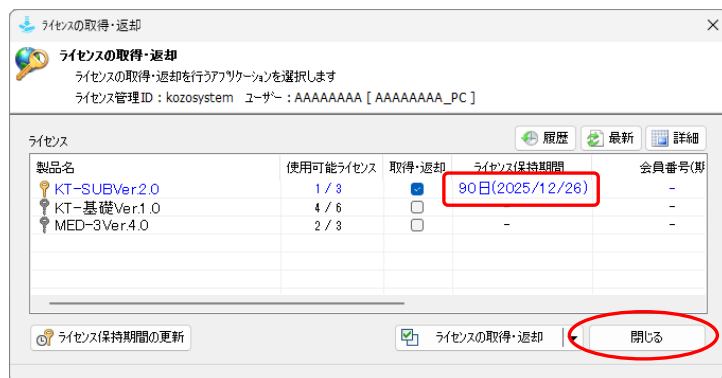 ライセンスの取得・返却
ライセンスの取得・返却
ライセンスの取得・返却を行うアプリケーションを選択します
ライセンス管理ID：kozosystem ユーザー：AAAAAAAA [ AAAAAAAA_PC ]
ライセンス 履歴 最新 詳細
製品名 使用可能ライセンス 取得・返却 ライセンス保持期間 会員番号(期
KT-SUBVer.2.0 1 / 3 90日(2025/12/26) -
KT-基礎Ver.1.0 4 / 6 - -
MED-3Ver.4.0 2 / 3 - -
ライセンス保持期間の更新 ライセンスの取得・返却 閉じる